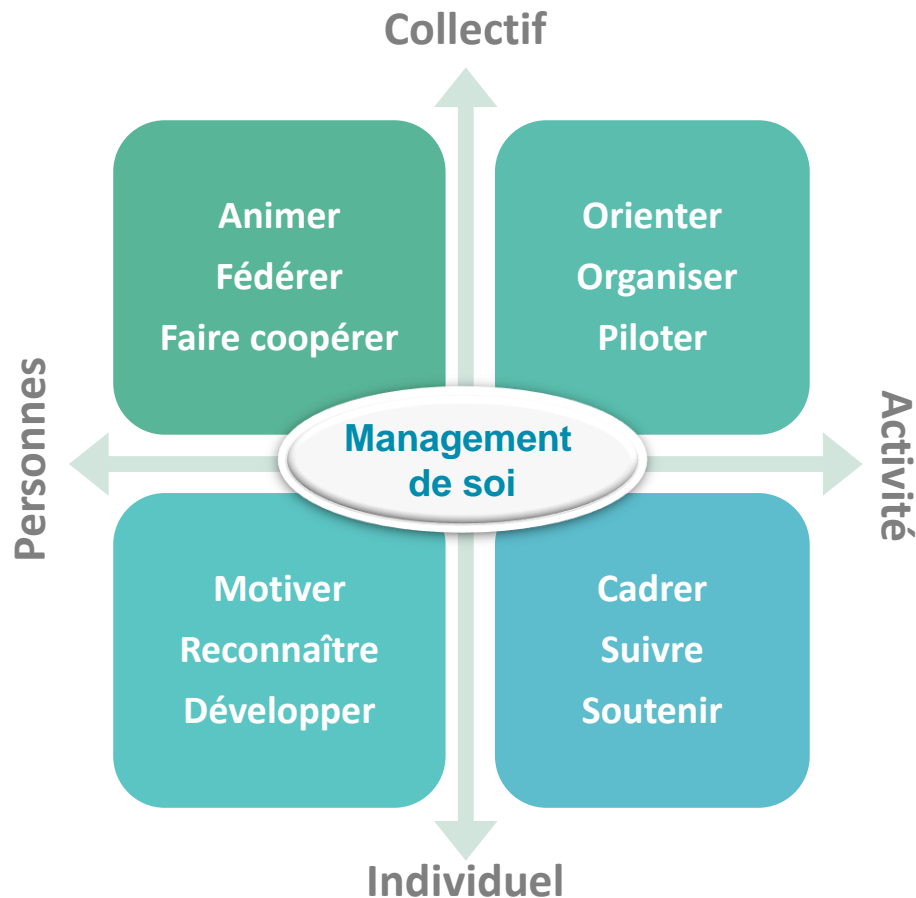 Collectif
Animer
Fédérer
Faire coopérer
Orienter
Organiser
Piloter
Personnes
Management
de soi
Activité
Motiver
Reconnaître
Développer
Cadrer
Suivre
Soutenir
Individuel